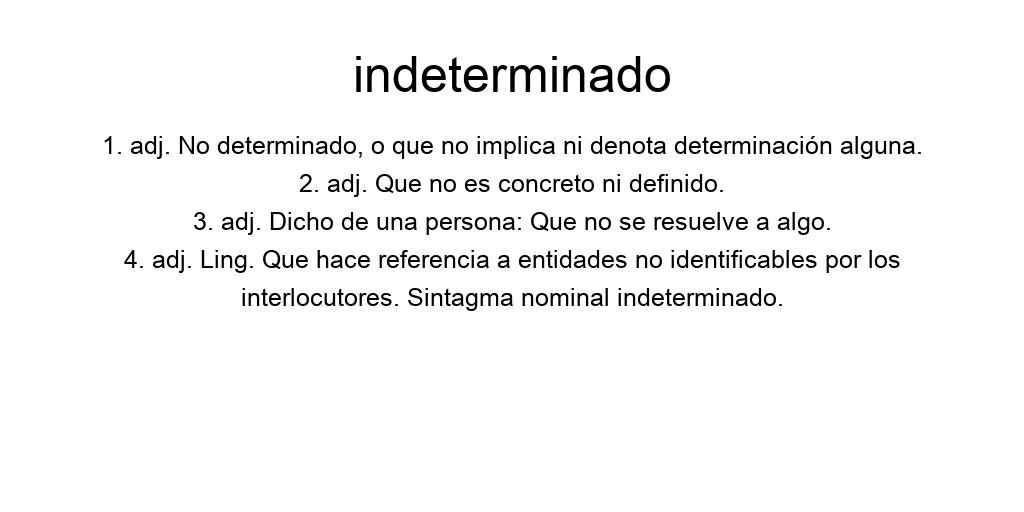 indeterminado
1. adj. No determinado, o que no implica ni denota determinación alguna.
2. adj. Que no es concreto ni definido.
3. adj. Dicho de una persona: Que no se resuelve a algo.
4. adj. Ling. Que hace referencia a entidades no identificables por los
interlocutores. Sintagma nominal indeterminado.